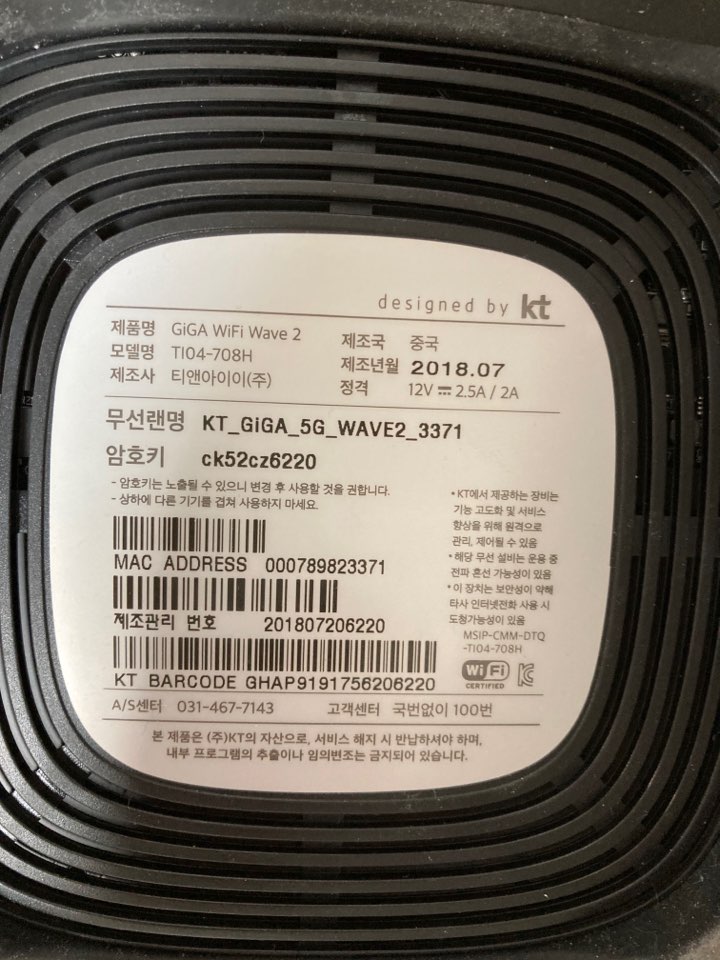 designed by kt
제품명 GiGA WiFi Wave 2
모델명 TI04-708H
제조사 티앤아이이(주)
제조국 중국
제조년월 2018.07
정격 12V ⎓ 2.5A / 2A
무선랜명 KT_GiGA_5G_WAVE2_3371
암호키 ck52cz6220
- 암호키는 노출될 수 있으니 변경 후 사용할 것을 권합니다.
- 상하에 다른 기기를 겹쳐 사용하지 마세요.
MAC ADDRESS 000789823371
제조관리 번호 201807206220
KT BARCODE GHAP9191756206220
• KT에서 제공하는 장비는
기능 고도화 및 서비스
향상을 위해 원격으로
관리, 제어될 수 있음
• 해당 무선 설비는 운용 중
전파 혼선 가능성이 있음
• 이 장치는 보안성이 약해
타사 인터넷전화 사용 시
도청가능성이 있음
MSIP-CMM-DTQ
-TI04-708H
Wi Fi
CERTIFIED
A/S센터 031-467-7143 고객센터 국번없이 100번
본 제품은 (주)KT의 자산으로, 서비스 해지 시 반납하셔야 하며,
내부 프로그램의 추출이나 임의변조는 금지되어 있습니다.